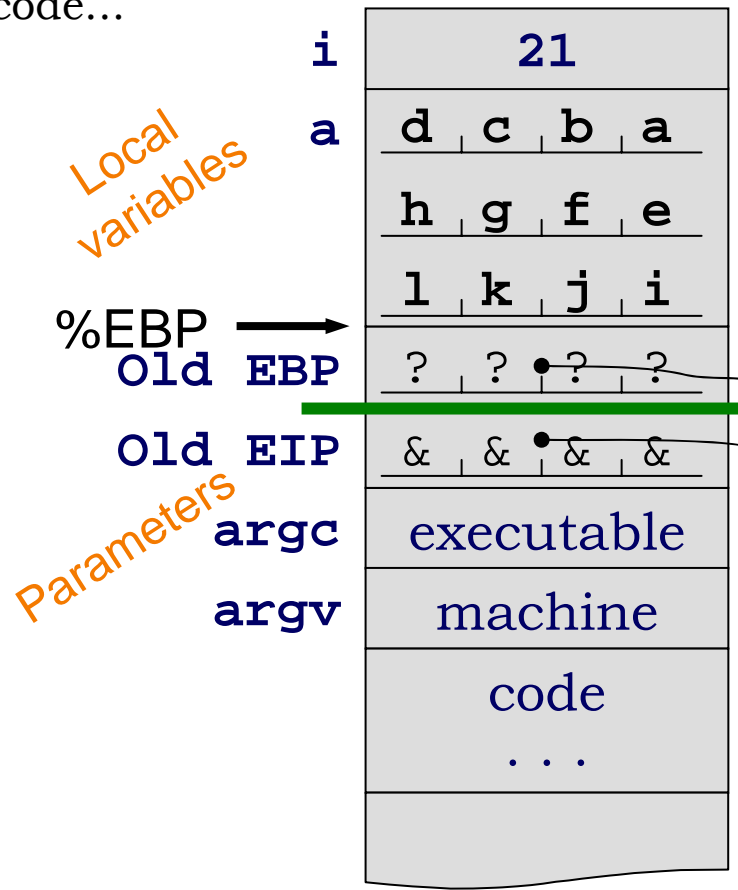 code...
i 21
a d c b a
h g f e
l k j i
Local
variables
%EBP
Old EBP ? ? ? ?
Old EIP & & & &
Parameters
argc executable
argv machine
code
...